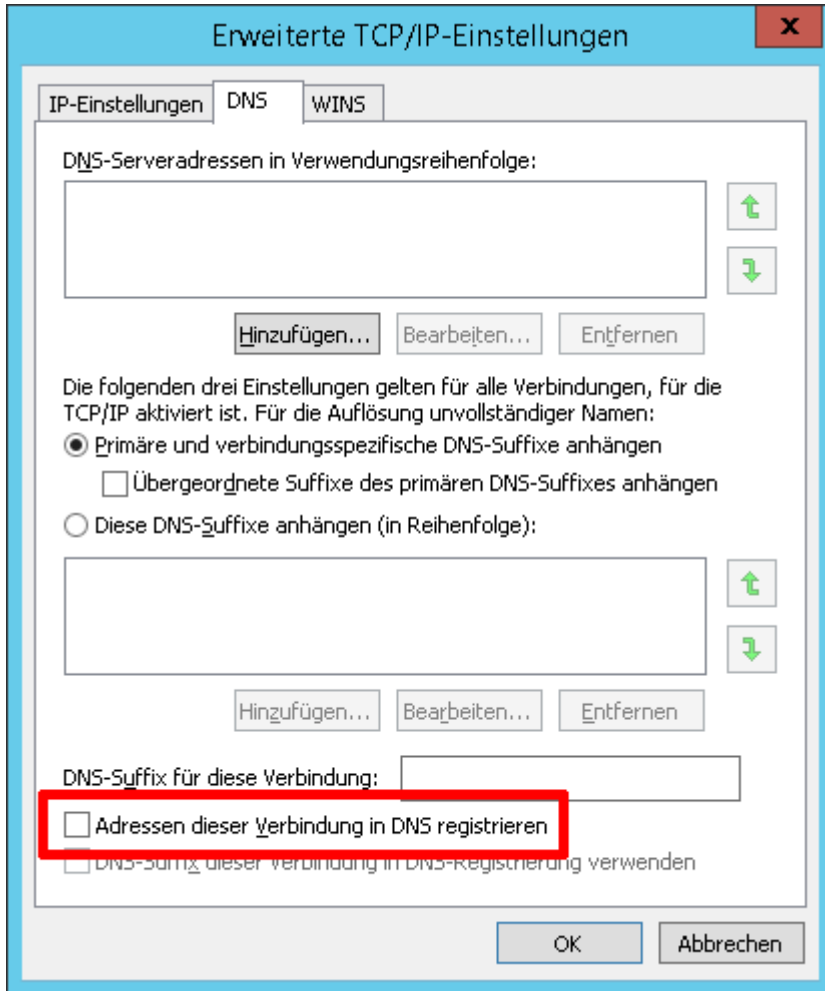 Erweiterte TCP/IP-Einstellungen
x
IP-Einstellungen DNS WINS
DNS-Serveradressen in Verwendungsreihenfolge:
Hinzufügen... Bearbeiten... Entfernen
Die folgenden drei Einstellungen gelten für alle Verbindungen, für die
TCP/IP aktiviert ist. Für die Auflösung unvollständiger Namen:
Primäre und verbindungsspezifische DNS-Suffixe anhängen
Übergeordnete Suffixe des primären DNS-Suffixes anhängen
Diese DNS-Suffixe anhängen (in Reihenfolge):
Hinzufügen... Bearbeiten... Entfernen
DNS-Suffix für diese Verbindung:
Adressen dieser Verbindung in DNS registrieren
DNS-Suffix dieser Verbindung in DNS-Registrierung verwenden
OK Abbrechen